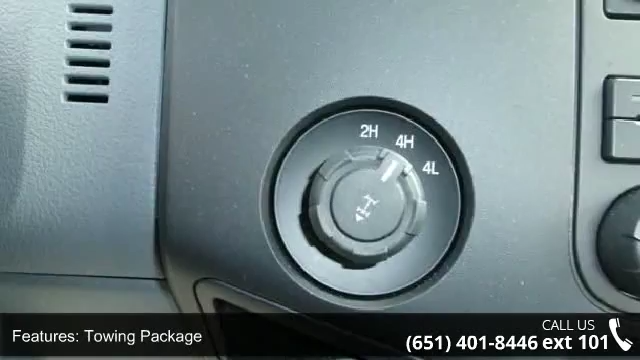 2H
4H
4L
Features: Towing Package
CALL US
(651) 401-8446 ext 101